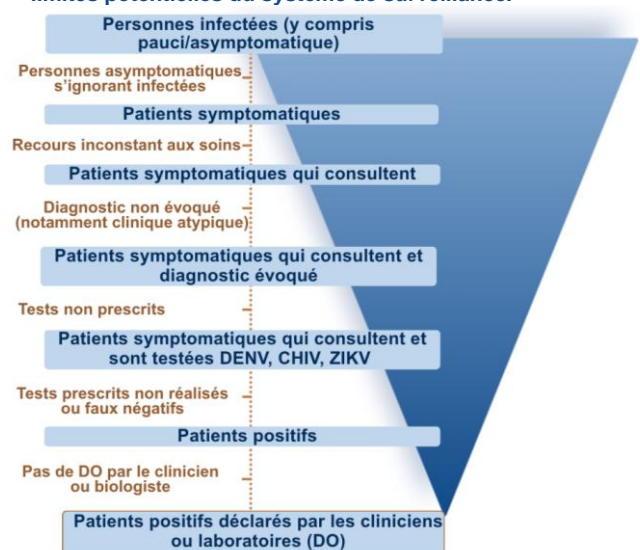 limites potentielles du système de surveillance.
Personnes infectées (y compris
pauci/asymptomatique)
Personnes asymptomatiques
s'ignorant infectées
Patients symptomatiques
Recours inconstant aux soins
Patients symptomatiques qui consultent
Diagnostic non évoqué
(notamment clinique atypique)
Patients symptomatiques qui consultent et
diagnostic évoqué
Tests non prescrits
Patients symptomatiques qui consultent et
sont testées DENV, CHIV, ZIKV
Tests prescrits non réalisés
ou faux négatifs
Patients positifs
Pas de DO par le clinicien
ou biologiste
Patients positifs déclarés par les cliniciens
ou laboratoires (DO)